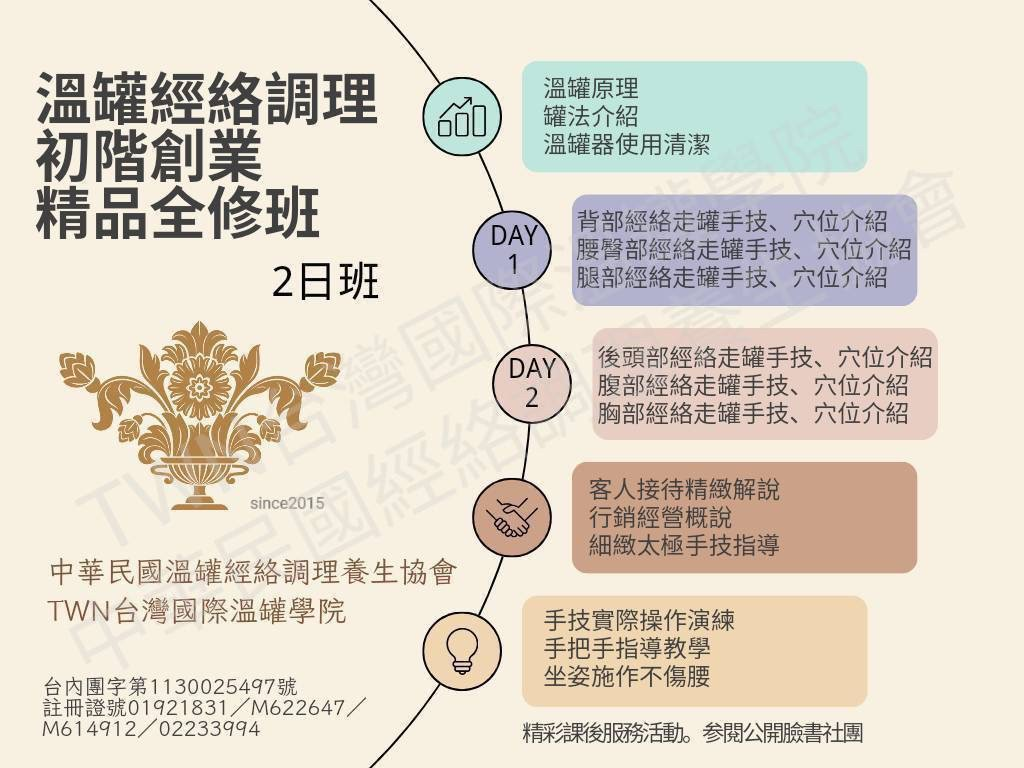 溫罐經絡調理
初階創業
精品全修班
2日班
since2015
中華民國溫罐經絡調理養生協會
TWN台灣國際溫罐學院
台內團字第1130025497號
註冊證號01921831／M622647／
M614912／02233994
溫罐原理
罐法介紹
溫罐器使用清潔
DAY
1
背部經絡走罐手技、穴位介紹
腰臀部經絡走罐手技、穴位介紹
腿部經絡走罐手技、穴位介紹
DAY
2
後頭部經絡走罐手技、穴位介紹
腹部經絡走罐手技、穴位介紹
胸部經絡走罐手技、穴位介紹
客人接待精緻解說
行銷經營概說
細緻太極手技指導
手技實際操作演練
手把手指導教學
坐姿施作不傷腰
精彩課後服務活動。参閱公開臉書社團
TWN台灣國際溫罐學院
中華民國經絡調理養生協會